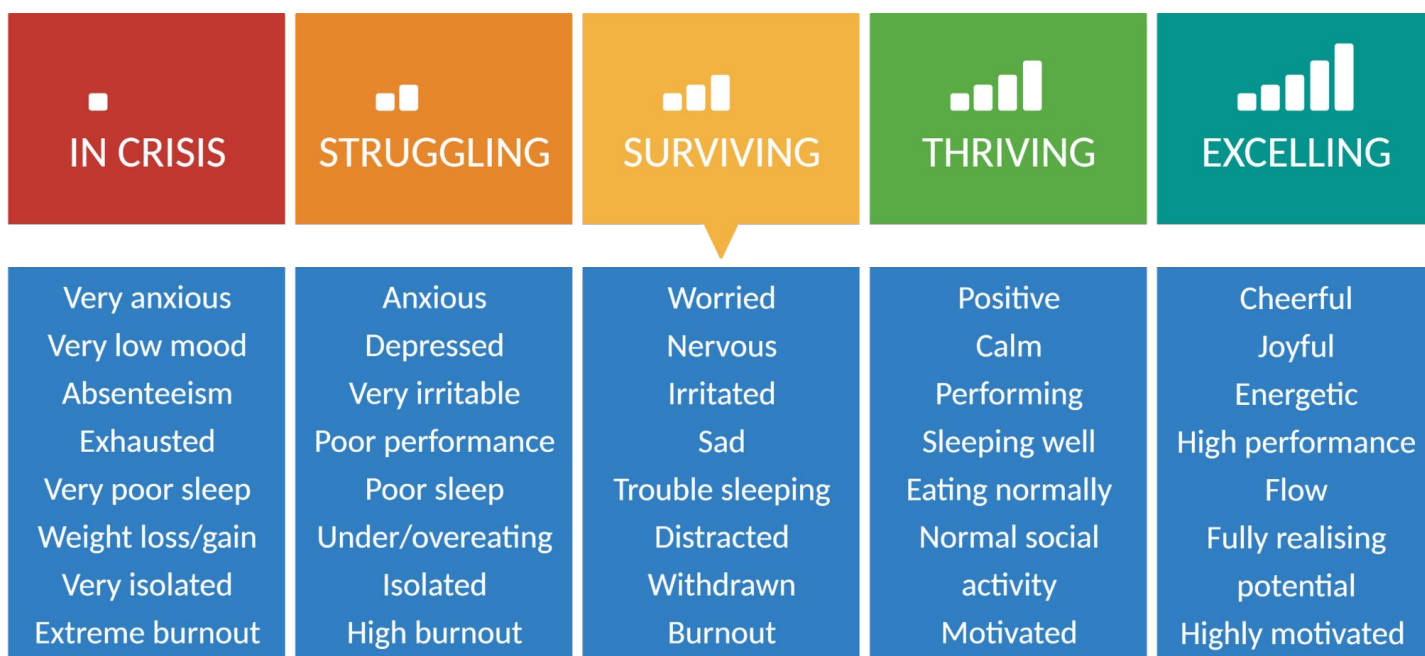 IN CRISIS
STRUGGLING
SURVIVING
THRIVING
EXCELLING
Very anxious
Very low mood
Absenteeism
Exhausted
Very poor sleep
Weight loss/gain
Very isolated
Extreme burnout
Anxious
Depressed
Very irritable
Poor performance
Poor sleep
Under/overeating
Isolated
High burnout
Worried
Nervous
Irritated
Sad
Trouble sleeping
Distracted
Withdrawn
Burnout
Positive
Calm
Performing
Sleeping well
Eating normally
Normal social
activity
Motivated
Cheerful
Joyful
Energetic
High performance
Flow
Fully realising
potential
Highly motivated